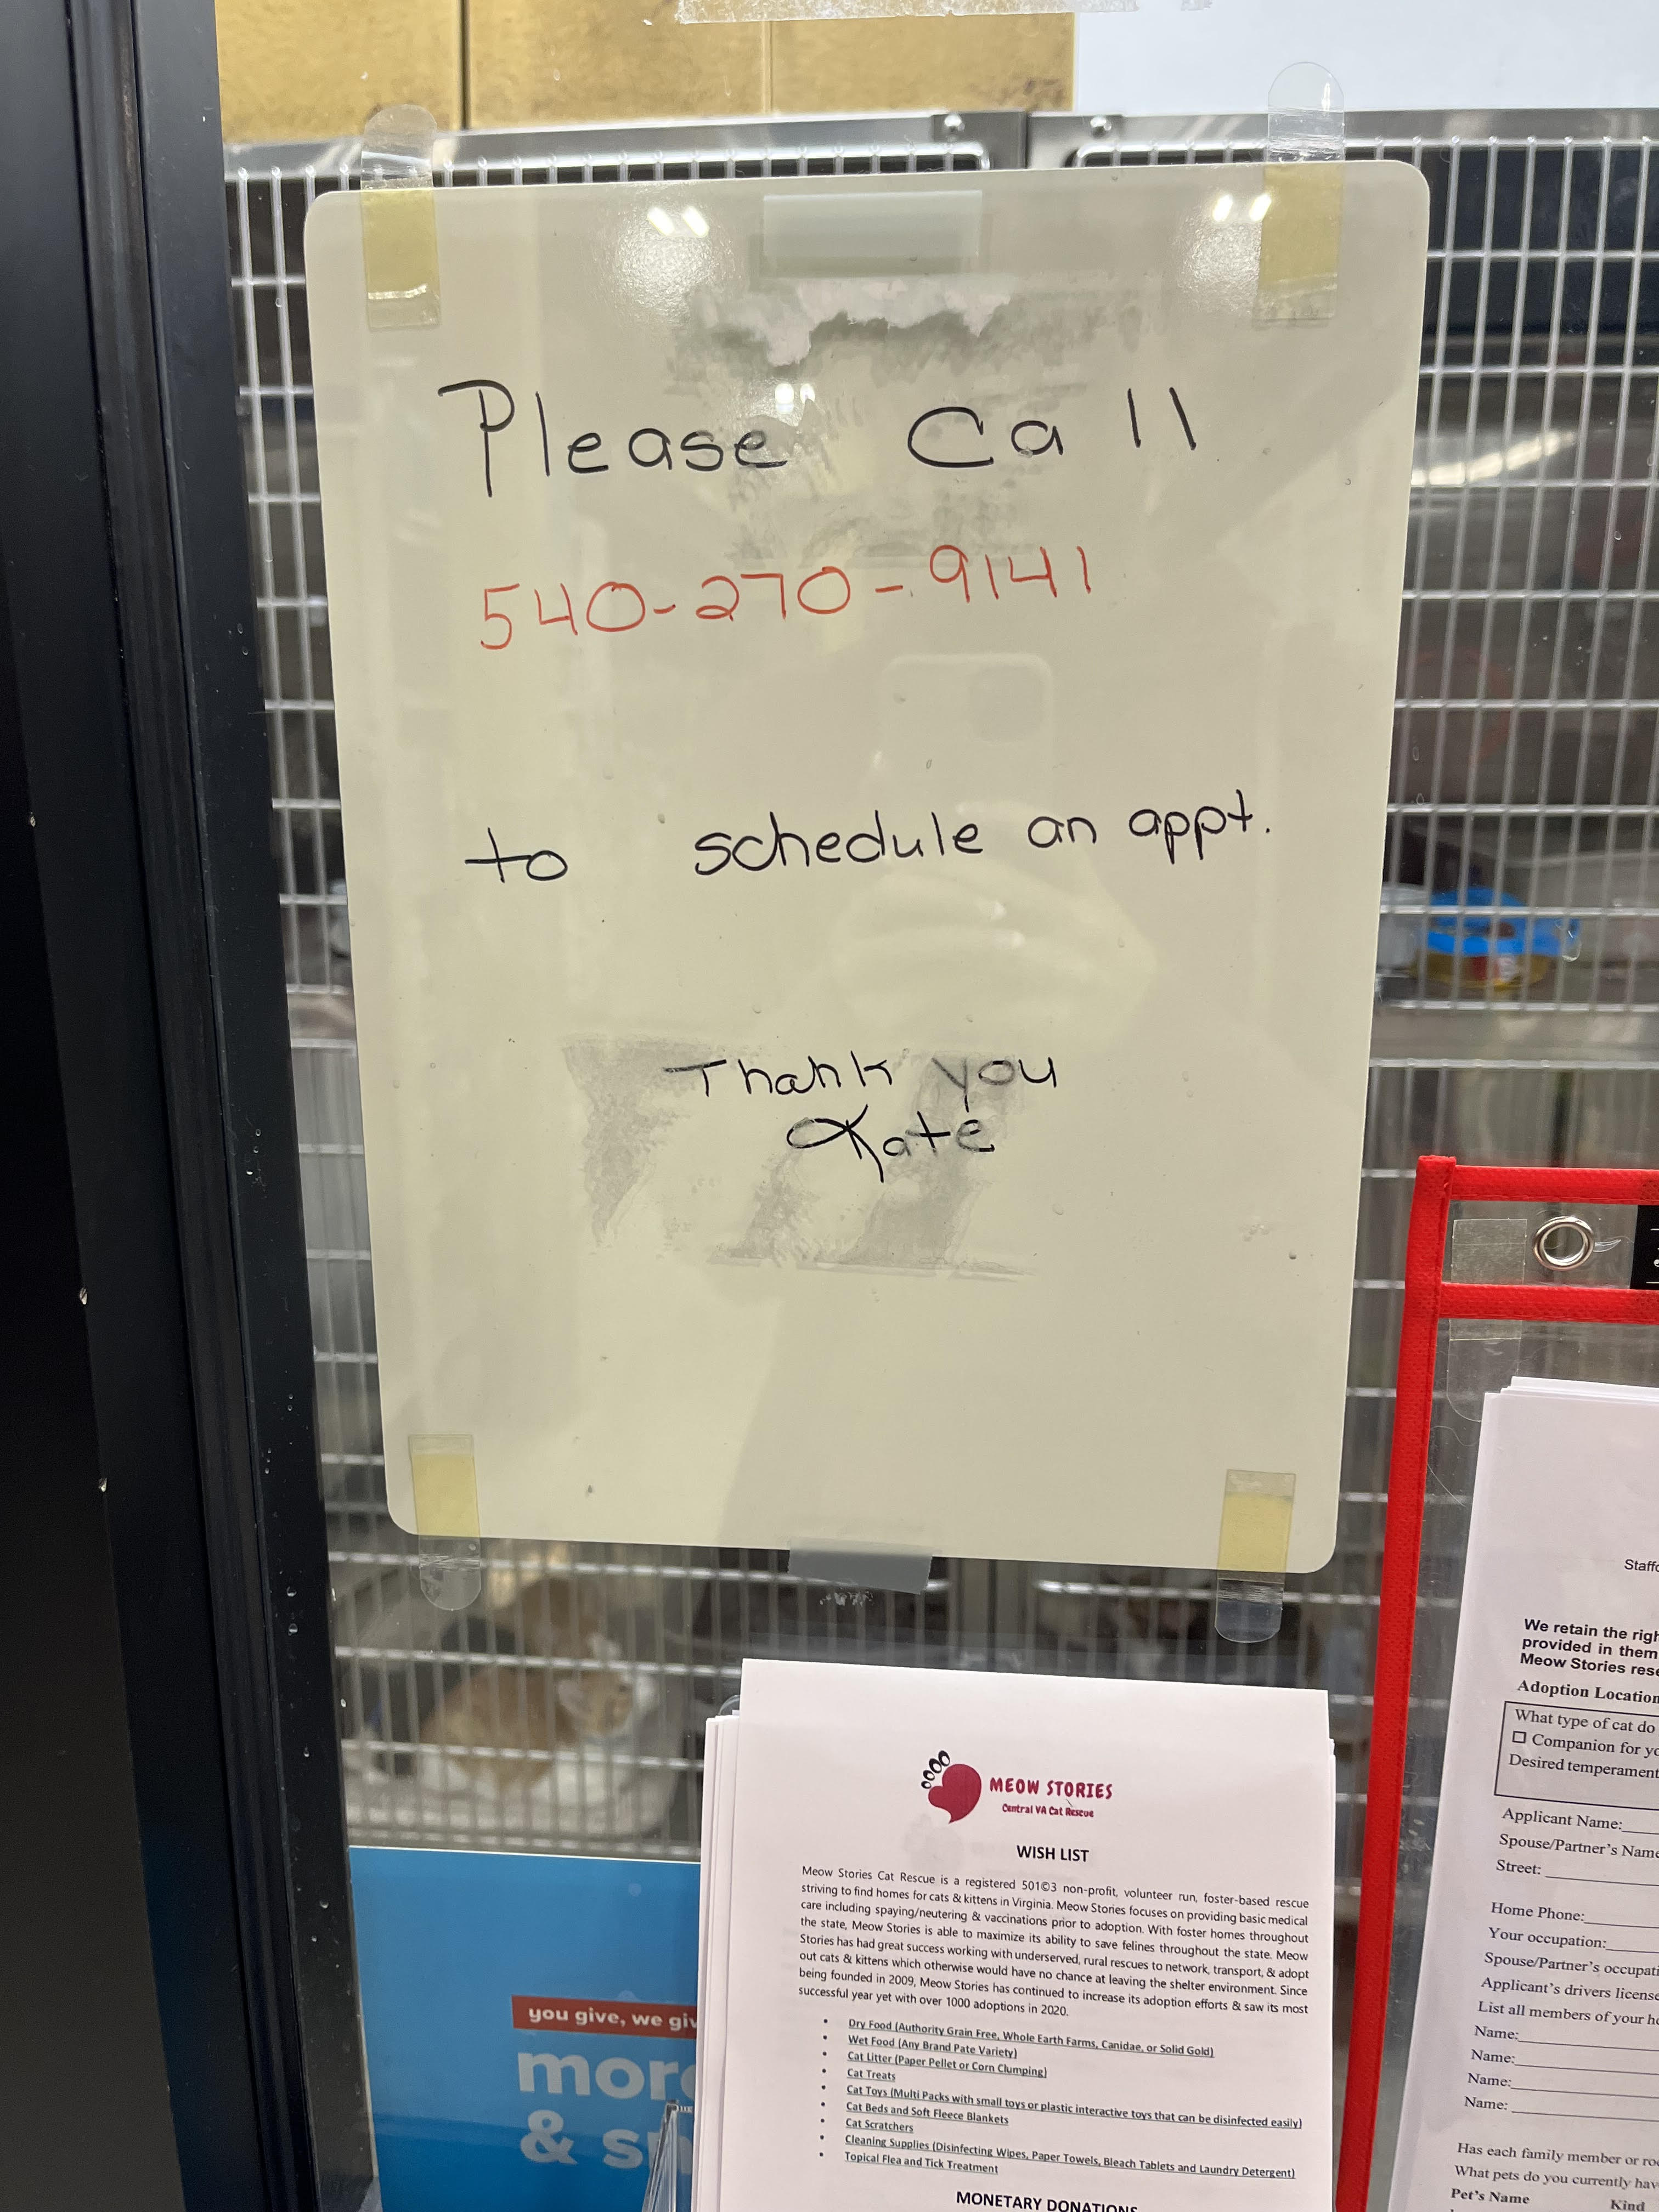 Please Call
540-270-9141
to schedule an appt.
Thank you
Kate
MEOW STORIES
Central VA Cat Rescue
WISH LIST
Meow Stories Cat Rescue is a registered 501©3 non-profit, volunteer run, foster-based rescue
striving to find homes for cats & kittens in Virginia. Meow Stories focuses on providing basic medical
care including spaying/neutering & vaccinations prior to adoption. With foster homes throughout
the state, Meow Stories is able to maximize its ability to save felines throughout the state. Meow
Stories has had great success working with underserved, rural rescues to network, transport, & adopt
out cats & kittens which otherwise would have no chance at leaving the shelter environment. Since
being founded in 2009, Meow Stories has continued to increase its adoption efforts & saw its most
successful year yet with over 1000 adoptions in 2020.
• Dry Food (Authority Grain Free, Whole Earth Farms, Canidae, or Solid Gold)
• Wet Food (Any Brand Pate Variety)
• Cat Litter (Paper Pellet or Corn Clumping)
• Cat Treats
• Cat Toys (Multi Packs with small toys or plastic interactive toys that can be disinfected easily)
• Cat Beds and Soft Fleece Blankets
• Cat Scratchers
• Cleaning Supplies (Disinfecting Wipes, Paper Towels, Bleach Tablets and Laundry Detergent)
• Topical Flea and Tick Treatment
MONETARY DONATIONS
you give, we giv
more
& sm
Staffo
We retain the righ
provided in them
Meow Stories rese
Adoption Location
What type of cat do
☐ Companion for yo
Desired temperament
Applicant Name:
Spouse/Partner's Name
Street:
Home Phone:
Your occupation:
Spouse/Partner's occupati
Applicant's drivers license
List all members of your ho
Name:
Name:
Name:
Name:
Has each family member or roo
What pets do you currently hav
Pet's Name Kind